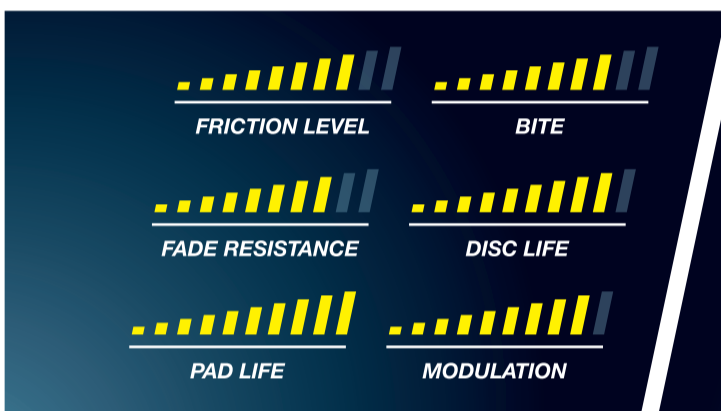 FRICTION LEVEL
BITE
FADE RESISTANCE
DISC LIFE
PAD LIFE
MODULATION